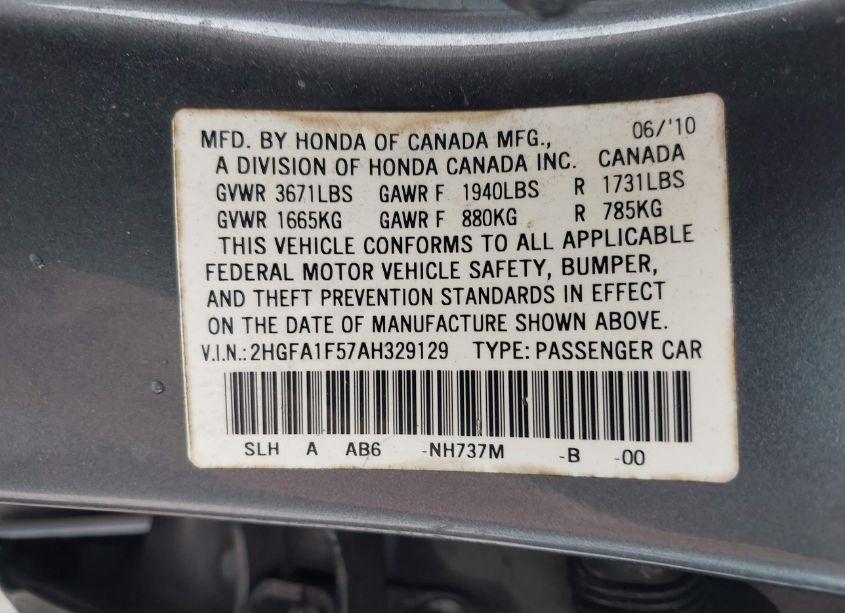 MFD. BY HONDA OF CANADA MFG., 06/'10
A DIVISION OF HONDA CANADA INC. CANADA
GVWR 3671LBS GAWR F 1940LBS R 1731LBS
GVWR 1665KG GAWR F 880KG R 785KG
THIS VEHICLE CONFORMS TO ALL APPLICABLE
FEDERAL MOTOR VEHICLE SAFETY, BUMPER,
AND THEFT PREVENTION STANDARDS IN EFFECT
ON THE DATE OF MANUFACTURE SHOWN ABOVE.
V.I.N.: 2HGFA1F57AH329129 TYPE: PASSENGER CAR
SLH A AB6 -NH737M -B -00